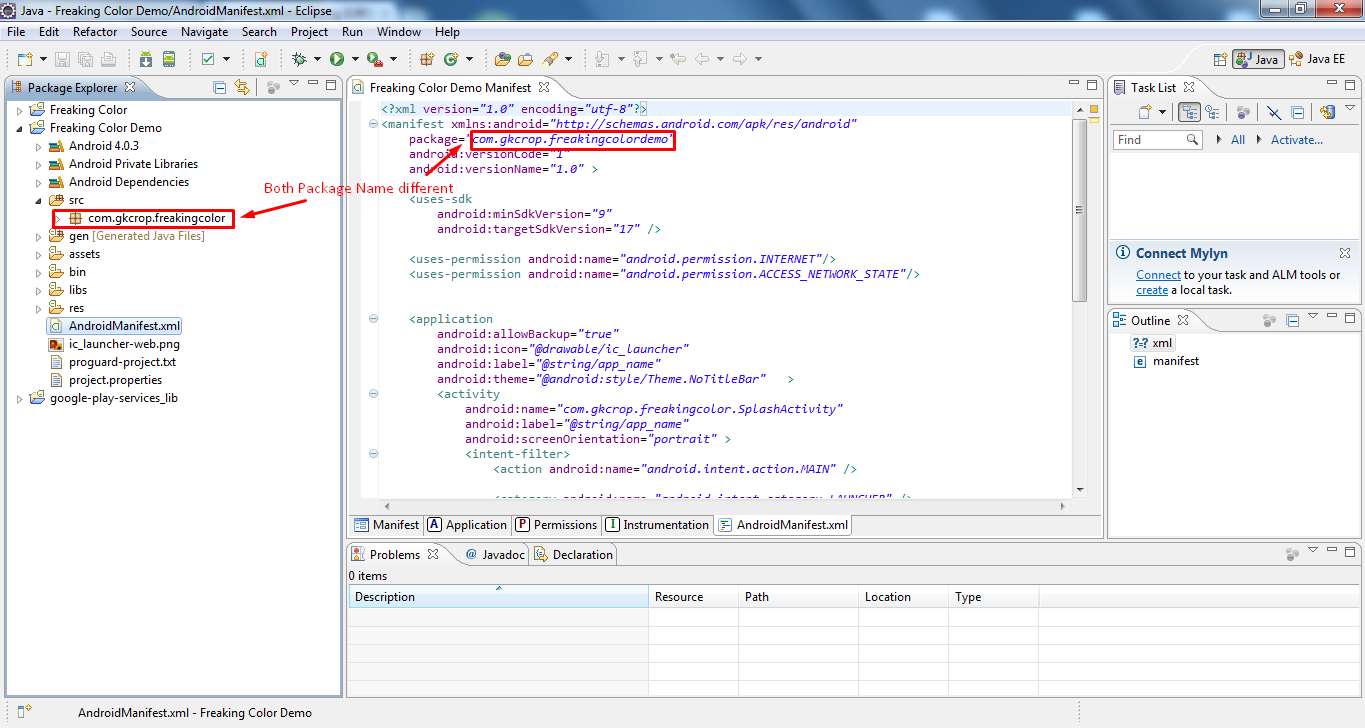 Java - Freaking Color Demo/AndroidManifest.xml - Eclipse
File Edit Refactor Source Navigate Search Project Run Window Help
Java Java EE
Package Explorer
Freaking Color
Freaking Color Demo
Android 4.0.3
Android Private Libraries
Android Dependencies
src
com.gkcrop.freakingcolor
gen [Generated Java Files]
assets
bin
libs
res
AndroidManifest.xml
ic_launcher-web.png
proguard-project.txt
project.properties
google-play-services_lib
Both Package Name different
Freaking Color Demo Manifest
<?xml version="1.0" encoding="utf-8"?>
<manifest xmlns:android="http://schemas.android.com/apk/res/android"
package="com.gkcrop.freakingcolordemo"
android:versionCode="1"
android:versionName="1.0" >
<uses-sdk
android:minSdkVersion="9"
android:targetSdkVersion="17" />
<uses-permission android:name="android.permission.INTERNET"/>
<uses-permission android:name="android.permission.ACCESS_NETWORK_STATE"/>
<application
android:allowBackup="true"
android:icon="@drawable/ic_launcher"
android:label="@string/app_name"
android:theme="@android:style/Theme.NoTitleBar" >
<activity
android:name="com.gkcrop.freakingcolor.SplashActivity"
android:label="@string/app_name"
android:screenOrientation="portrait" >
<intent-filter>
<action android:name="android.intent.action.MAIN" />
<category android:name="android.intent.category.LAUNCHER" />
Manifest A Application P Permissions I Instrumentation AndroidManifest.xml
Task List
Find All Activate...
Connect Mylyn
Connect to your task and ALM tools or
create a local task.
Outline
?=? xml
e manifest
Problems @ Javadoc Declaration
0 items
Description Resource Path Location Type
AndroidManifest.xml - Freaking Color Demo